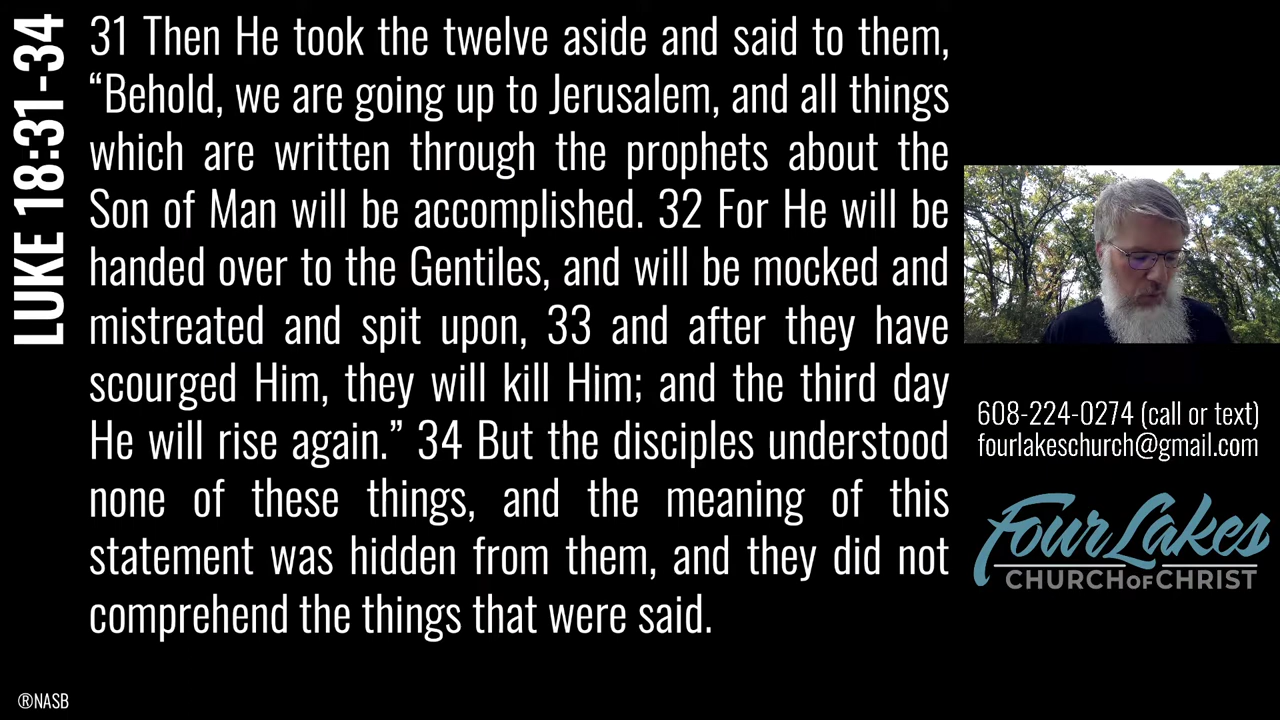 LUKE 18:31-34
31 Then He took the twelve aside and said to them,
“Behold, we are going up to Jerusalem, and all things
which are written through the prophets about the
Son of Man will be accomplished. 32 For He will be
handed over to the Gentiles, and will be mocked and
mistreated and spit upon, 33 and after they have
scourged Him, they will kill Him; and the third day
He will rise again.” 34 But the disciples understood
none of these things, and the meaning of this
statement was hidden from them, and they did not
comprehend the things that were said.
608-224-0274 (call or text)
fourlakeschurch@gmail.com
Four Lakes
CHURCH OF CHRIST
®NASB